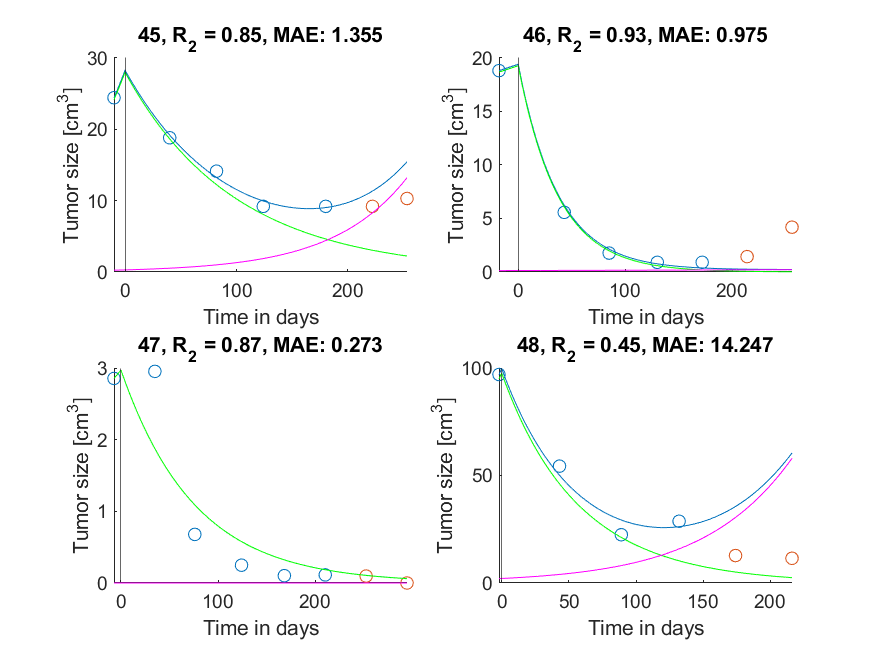 45, R2 = 0.85, MAE: 1.355
30
20
10
0
Tumor size [cm3]
0 100 200
Time in days
46, R2 = 0.93, MAE: 0.975
20
15
10
5
0
Tumor size [cm3]
0 100 200
Time in days
47, R2 = 0.87, MAE: 0.273
3
2
1
0
Tumor size [cm3]
0 100 200
Time in days
48, R2 = 0.45, MAE: 14.247
100
50
0
Tumor size [cm3]
0 50 100 150 200
Time in days